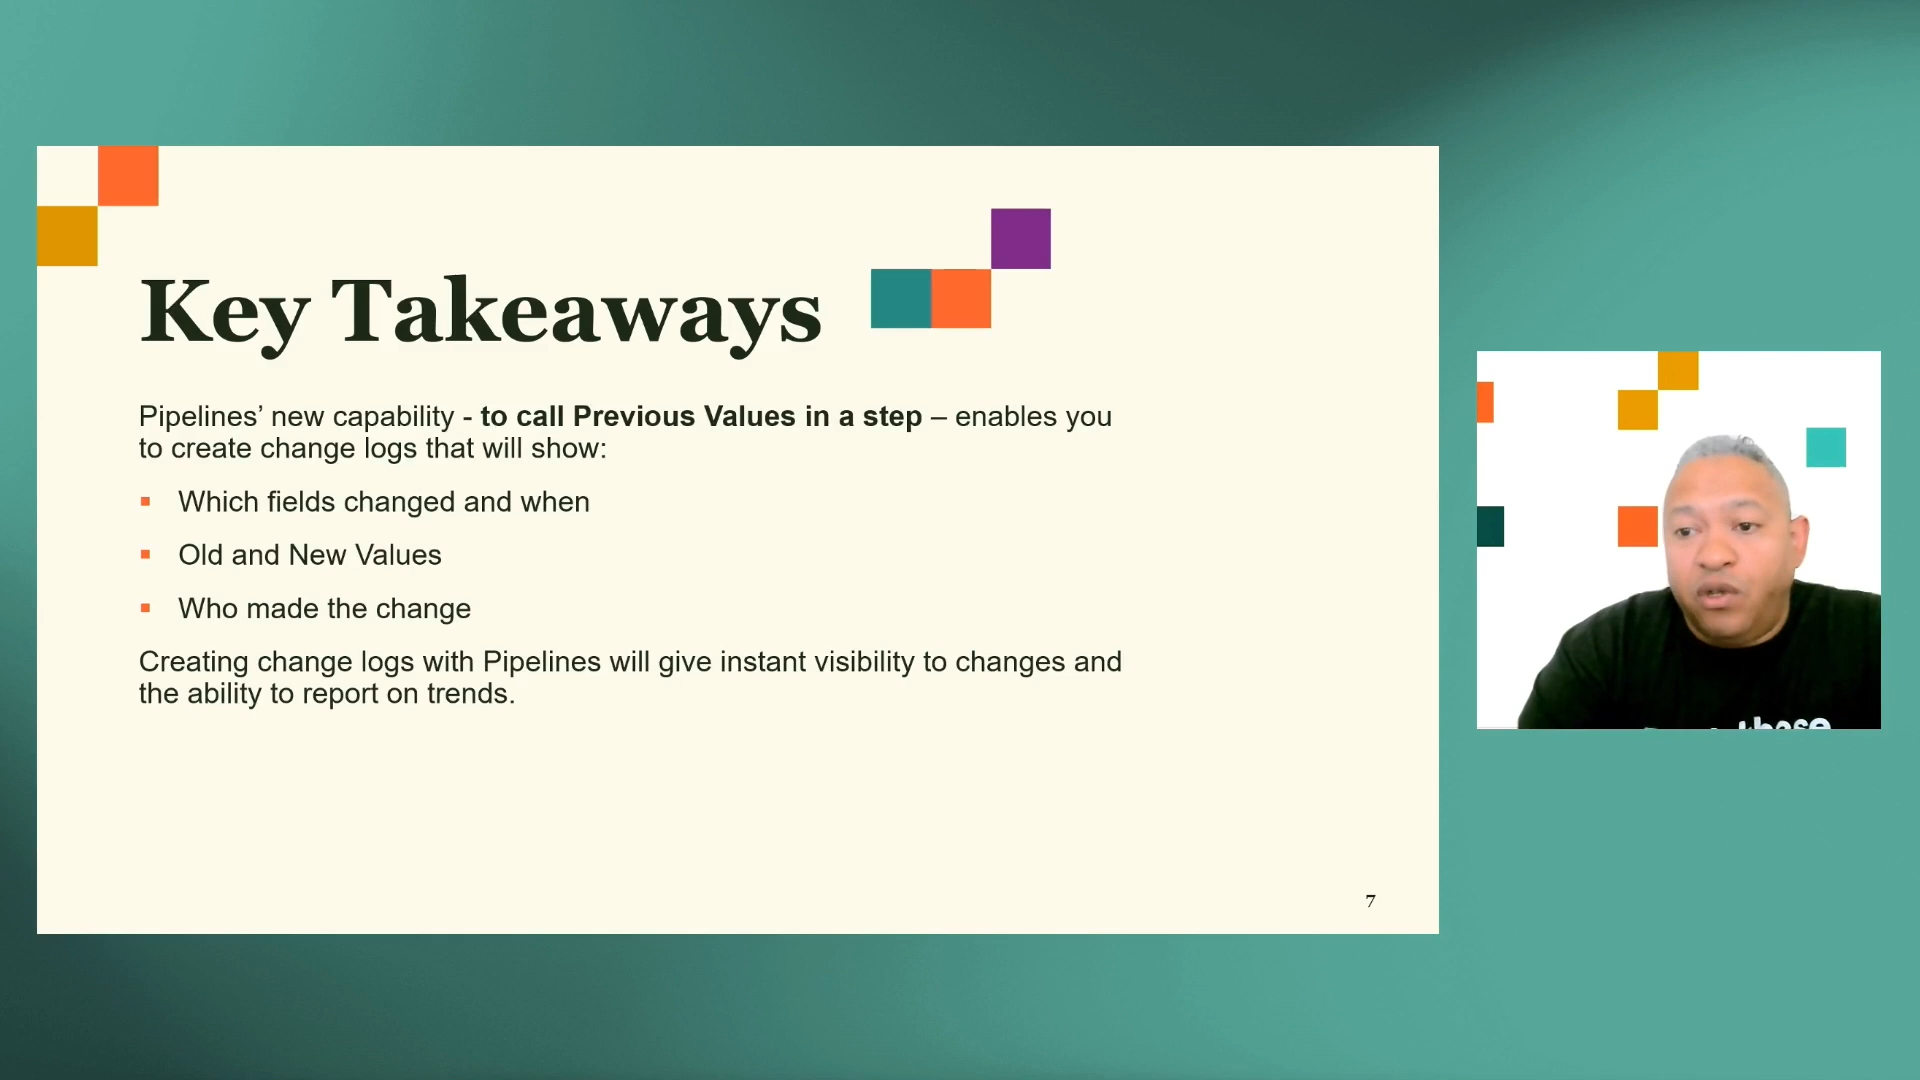 Key Takeaways
Pipelines’ new capability - to call Previous Values in a step – enables you
to create change logs that will show:
Which fields changed and when
Old and New Values
Who made the change
Creating change logs with Pipelines will give instant visibility to changes and
the ability to report on trends.
7